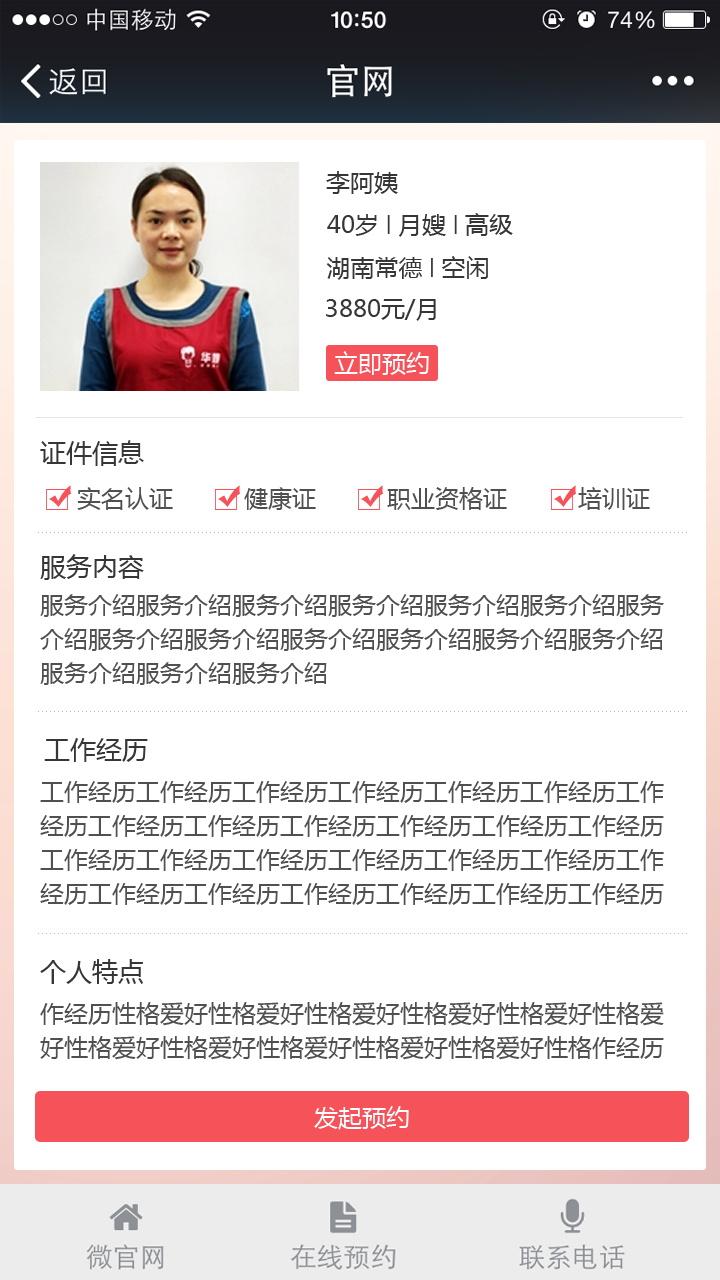 中国移动 10:50 74%
返回 官网
李阿姨
40岁 | 月嫂 | 高级
湖南常德 | 空闲
3880元/月
立即预约
证件信息
实名认证 健康证 职业资格证 培训证
服务内容
服务介绍服务介绍服务介绍服务介绍服务介绍服务介绍服务
介绍服务介绍服务介绍服务介绍服务介绍服务介绍服务介绍
服务介绍服务介绍服务介绍
工作经历
工作经历工作经历工作经历工作经历工作经历工作经历工作
经历工作经历工作经历工作经历工作经历工作经历工作经历
工作经历工作经历工作经历工作经历工作经历工作经历工作
经历工作经历工作经历工作经历工作经历工作经历工作经历
个人特点
作经历性格爱好性格爱好性格爱好性格爱好性格爱好性格爱
好性格爱好性格爱好性格爱好性格爱好性格爱好性格作经历
发起预约
微官网 在线预约 联系电话